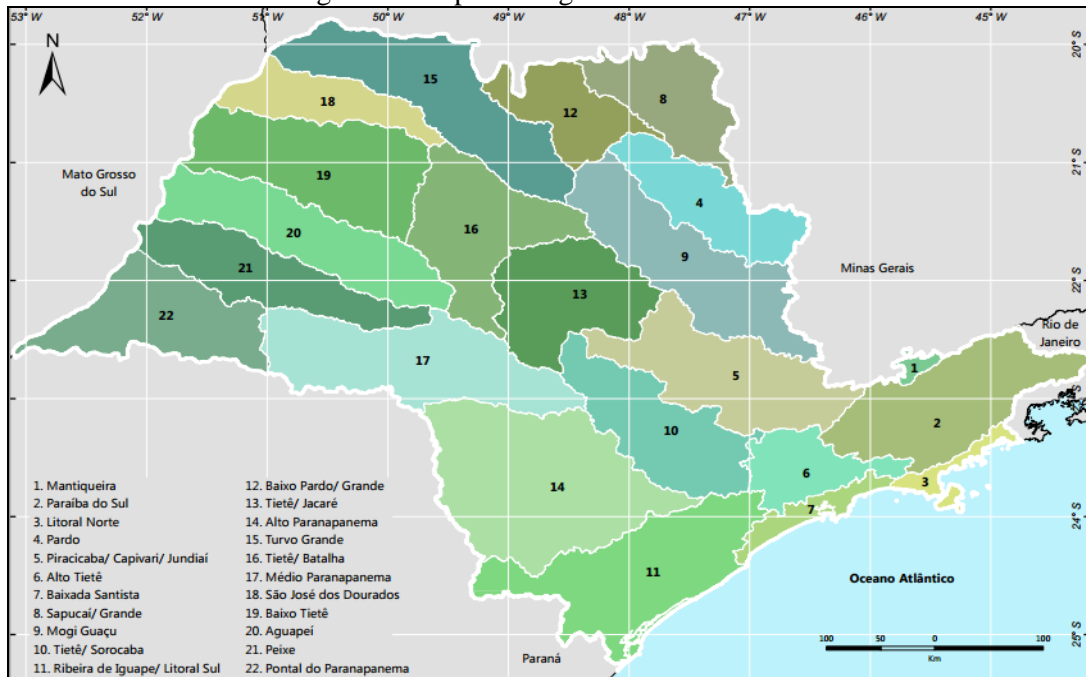 53° W 52° W 51° W 50° W 49° W 48° W 47° W 46° W 45° W
N
20° S
21° S
22° S
23° S
24° S
25° S
15
8
18
12
Mato Grosso
do Sul
19
4
16
20
9
21
Minas Gerais
13
22
Rio de
Janeiro
17
1
5
2
10
6
3
7
14
11
Oceano Atlântico
Paraná
100 50 0 100
Km
1. Mantiqueira
2. Paraíba do Sul
3. Litoral Norte
4. Pardo
5. Piracicaba/ Capivari/ Jundiaí
6. Alto Tietê
7. Baixada Santista
8. Sapucaí/ Grande
9. Mogi Guaçu
10. Tietê/ Sorocaba
11. Ribeira de Iguape/ Litoral Sul
12. Baixo Pardo/ Grande
13. Tietê/ Jacaré
14. Alto Paranapanema
15. Turvo Grande
16. Tietê/ Batalha
17. Médio Paranapanema
18. São José dos Dourados
19. Baixo Tietê
20. Aguapeí
21. Peixe
22. Pontal do Paranapanema